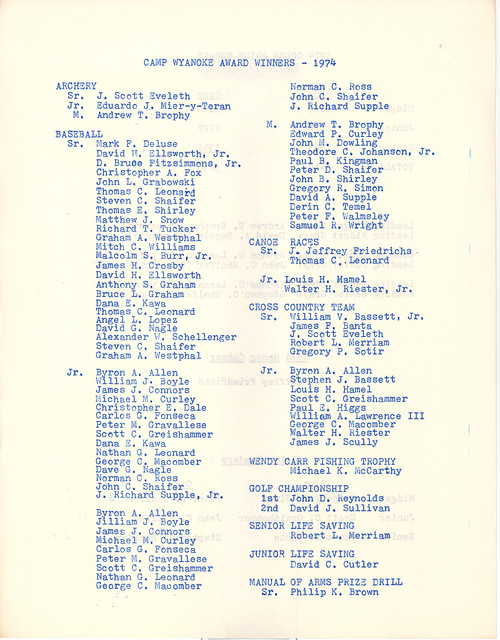 CAMP WYANOKE AWARD WINNERS - 1974
ARCHERY
Sr. J. Scott Eveleth
Jr. Eduardo J. Mier-y-Teran
M. Andrew T. Brophy
BASEBALL
Sr. Mark F. Deluse
David H. Ellsworth, Jr.
D. Bruce Fitzsimmons, Jr.
Christopher A. Fox
John L. Grabowski
Thomas C. Leonard
Steven C. Shaifer
Thomas E. Shirley
Matthew J. Snow
Richard T. Tucker
Graham A. Westphal
Mitch C. Williams
Malcolm S. Burr, Jr.
James H. Crosby
David H. Ellsworth
Anthony S. Graham
Bruce L. Graham
Dana E. Kawa
Thomas C. Leonard
Angel L. Lopez
David G. Nagle
Alexander W. Schellenger
Steven C. Shaifer
Graham A. Westphal
Jr. Byron A. Allen
William J. Boyle
James J. Connors
Michael M. Curley
Christopher E. Dale
Carlos G. Fonseca
Peter M. Gravallese
Scott C. Greishammer
Dana E. Kawa
Nathan G. Leonard
George C. Macomber
Dave G. Nagle
Norman C. Ross
John C. Shaifer
J. Richard Supple, Jr.
Byron A. Allen
Jilliam J. Boyle
James J. Connors
Michael M. Curley
Carlos G. Fonseca
Peter M. Gravallese
Scott C. Greishammer
Nathan G. Leonard
George C. Macomber
Norman C. Ross
John C. Shaifer
J. Richard Supple
M. Andrew T. Brophy
Edward P. Curley
John M. Dowling
Theodore C. Johanson, Jr.
Paul B. Kingman
Peter D. Shaifer
John B. Shirley
Gregory R. Simon
David A. Supple
Derin C. Temel
Peter F. Walmsley
Samuel R. Wright
CANOE RACES
Sr. J. Jeffrey Friedrichs
Thomas C. Leonard
Jr. Louis H. Hamel
Walter H. Riester, Jr.
CROSS COUNTRY TEAM
Sr. William V. Bassett, Jr.
James F. Banta
J. Scott Eveleth
Robert L. Merriam
Gregory P. Sotir
Jr. Byron A. Allen
Stephen J. Bassett
Louis H. Hamel
Scott C. Greishammer
Paul E. Higgs
William A. Lawrence III
George C. Macomber
Walter H. Riester
James J. Scully
WENDY CARR FISHING TROPHY
Michael K. McCarthy
GOLF CHAMPIONSHIP
1st John D. Reynolds
2nd David J. Sullivan
SENIOR LIFE SAVING
Robert L. Merriam
JUNIOR LIFE SAVING
David C. Cutler
MANUAL OF ARMS PRIZE DRILL
Sr. Philip K. Brown